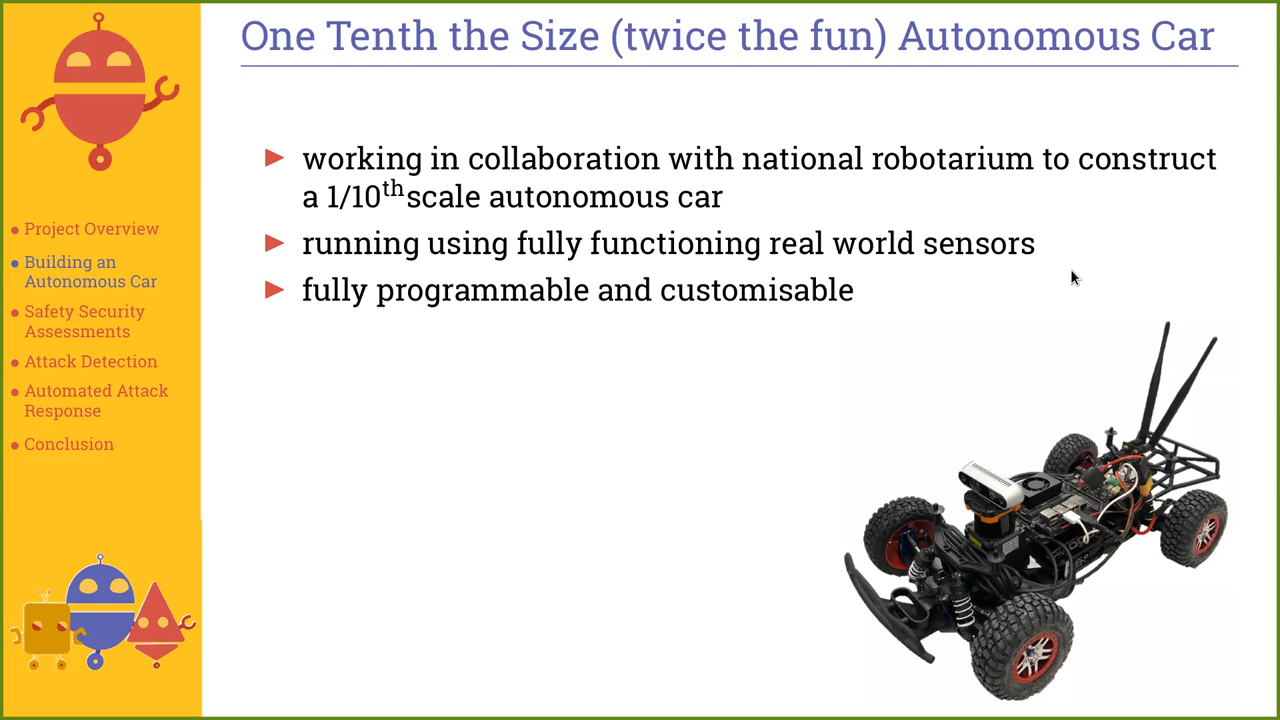 One Tenth the Size (twice the fun) Autonomous Car
working in collaboration with national robotarium to construct
a 1/10th scale autonomous car
running using fully functioning real world sensors
fully programmable and customisable
Project Overview
Building an
Autonomous Car
Safety Security
Assessments
Attack Detection
Automated Attack
Response
Conclusion